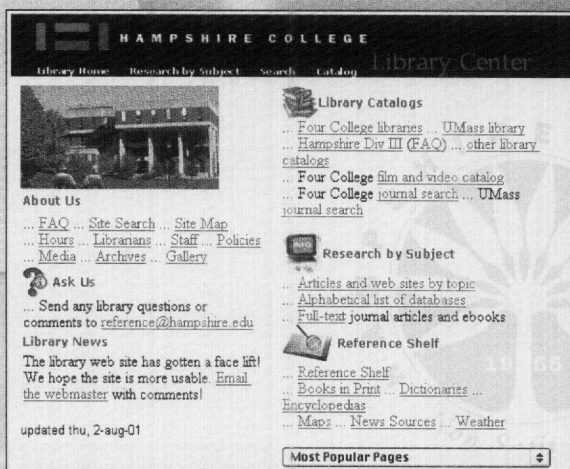 HAMPSHIRE COLLEGE
Library Center
Library Home Research by Subject Search Catalog
About Us
... FAQ ... Site Search ... Site Map
... Hours ... Librarians ... Staff ... Policies
... Media ... Archives ... Gallery
Ask Us
... Send any library questions or
comments to reference@hampshire.edu
Library News
The library web site has gotten a face lift!
We hope the site is more usable. Email
the webmaster with comments!
updated thu, 2-aug-01
Library Catalogs
... Four College libraries ... UMass library
... Hampshire Div III (FAQ) ... other library
catalogs
... Four College film and video catalog
... Four College journal search ... UMass
journal search
Research by Subject
... Articles and web sites by topic
... Alphabetical list of databases
... Full-text journal articles and ebooks
Reference Shelf
... Reference Shelf
... Books in Print ... Dictionaries ...
Encyclopedias
... Maps ... News Sources ... Weather
Most Popular Pages